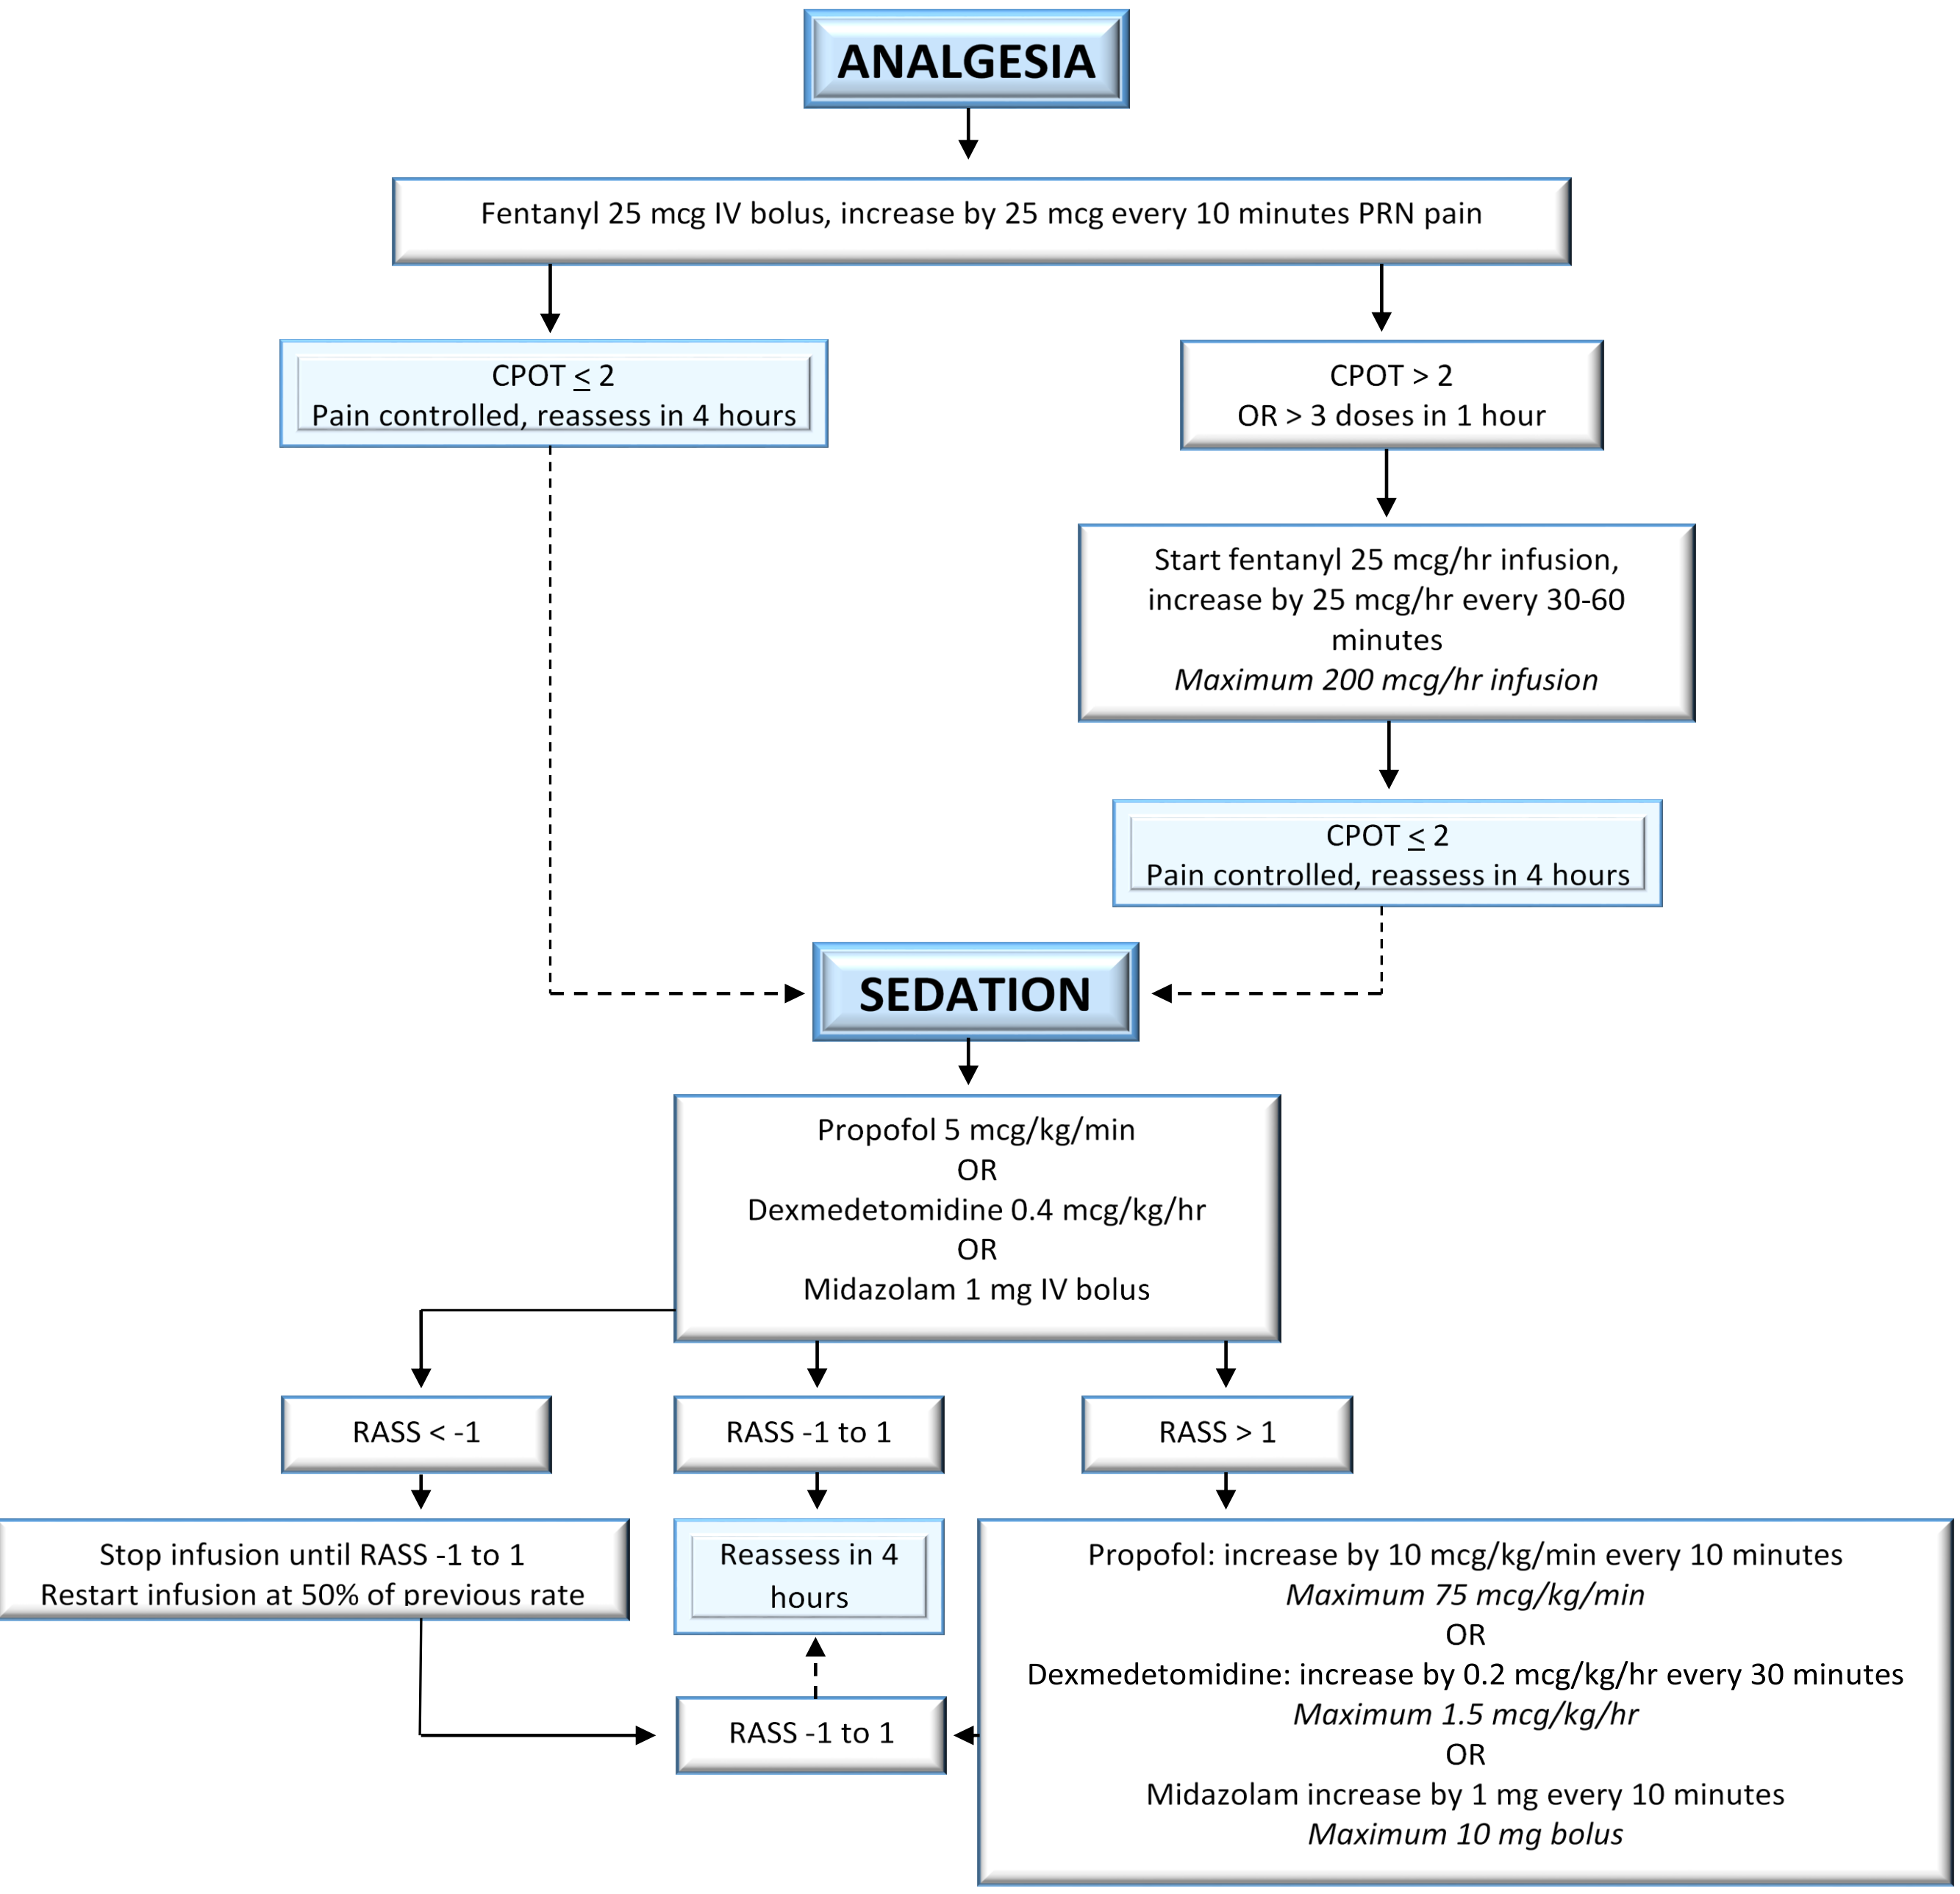 ANALGESIA
Fentanyl 25 mcg IV bolus, increase by 25 mcg every 10 minutes PRN pain
CPOT ≤ 2
Pain controlled, reassess in 4 hours
CPOT > 2
OR > 3 doses in 1 hour
Start fentanyl 25 mcg/hr infusion,
increase by 25 mcg/hr every 30-60
minutes
Maximum 200 mcg/hr infusion
CPOT ≤ 2
Pain controlled, reassess in 4 hours
SEDATION
Propofol 5 mcg/kg/min
OR
Dexmedetomidine 0.4 mcg/kg/hr
OR
Midazolam 1 mg IV bolus
RASS < -1
RASS -1 to 1
RASS > 1
Stop infusion until RASS -1 to 1
Restart infusion at 50% of previous rate
Reassess in 4
hours
Propofol: increase by 10 mcg/kg/min every 10 minutes
Maximum 75 mcg/kg/min
OR
Dexmedetomidine: increase by 0.2 mcg/kg/hr every 30 minutes
Maximum 1.5 mcg/kg/hr
OR
Midazolam increase by 1 mg every 10 minutes
Maximum 10 mg bolus
RASS -1 to 1